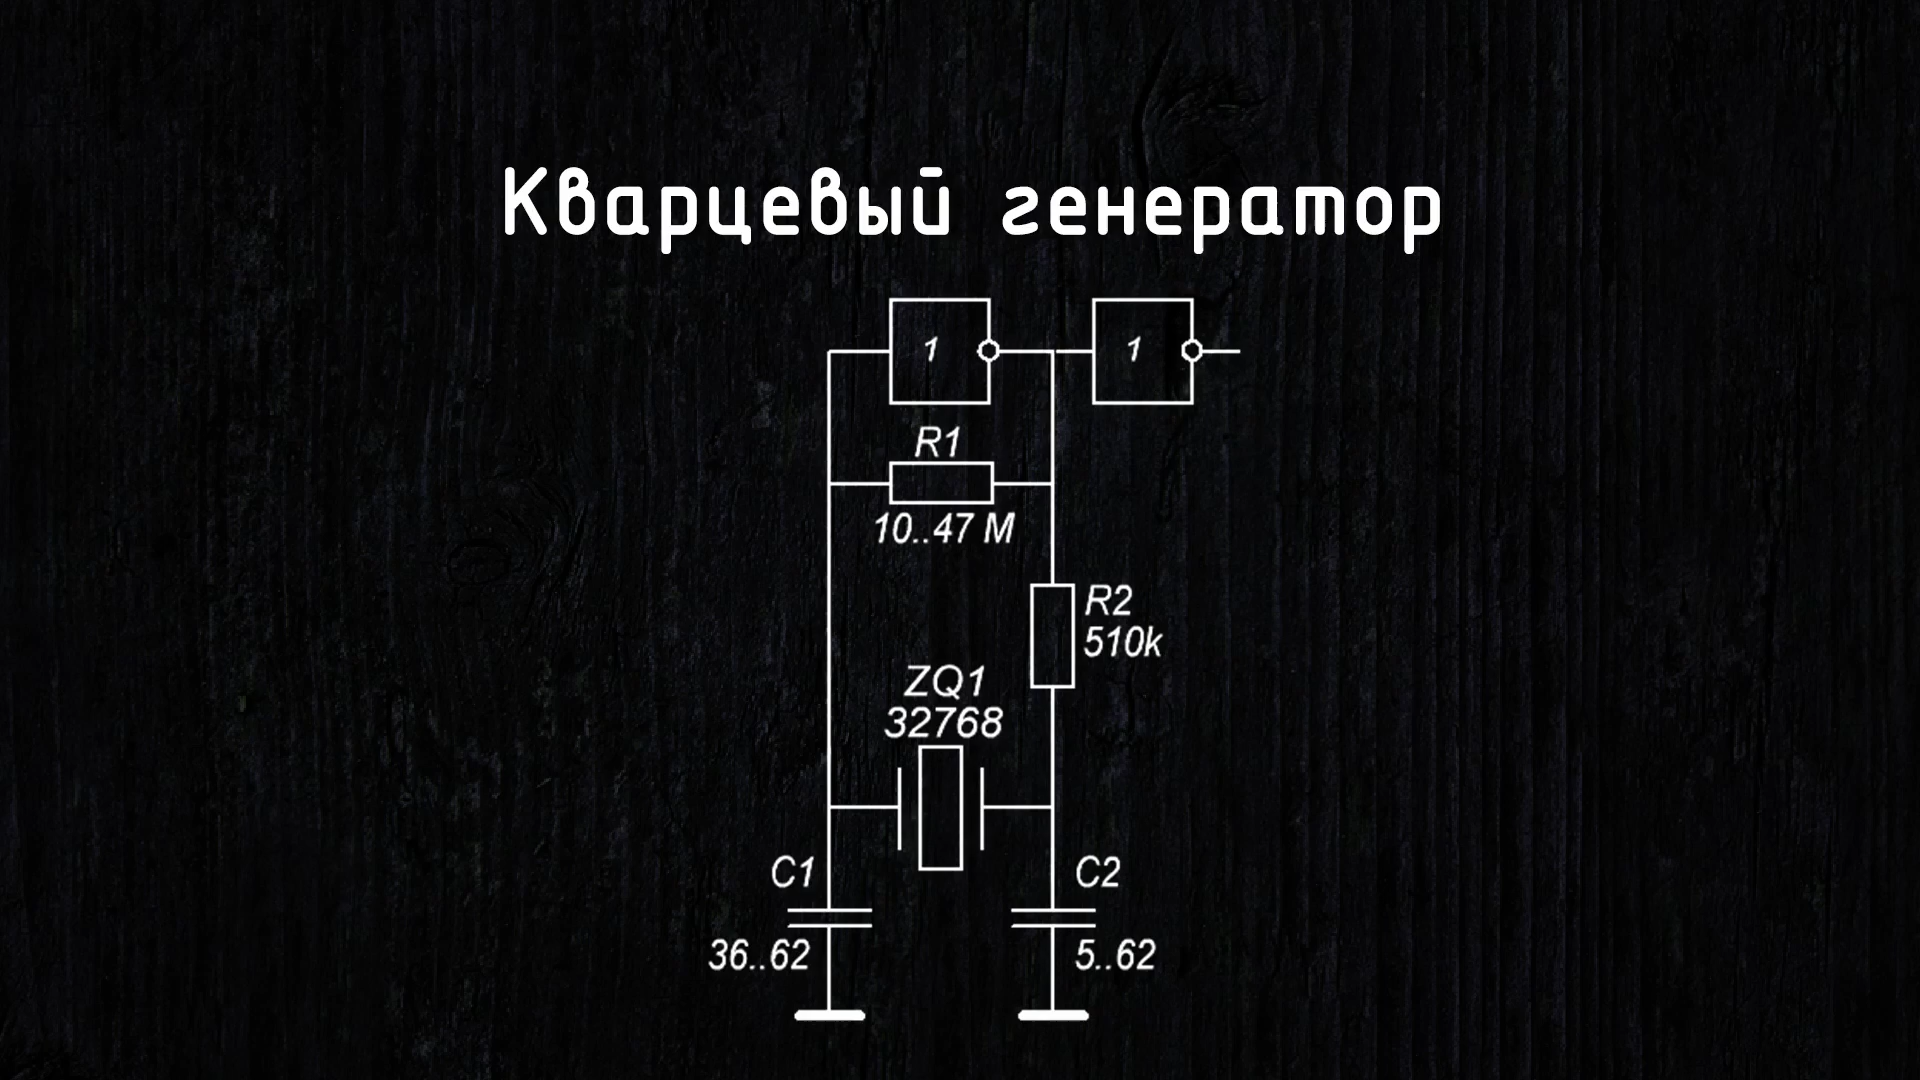 Кварцевый генератор
1 1
R1
10..47 М
R2
510k
ZQ1
32768
C1
36..62
C2
5..62